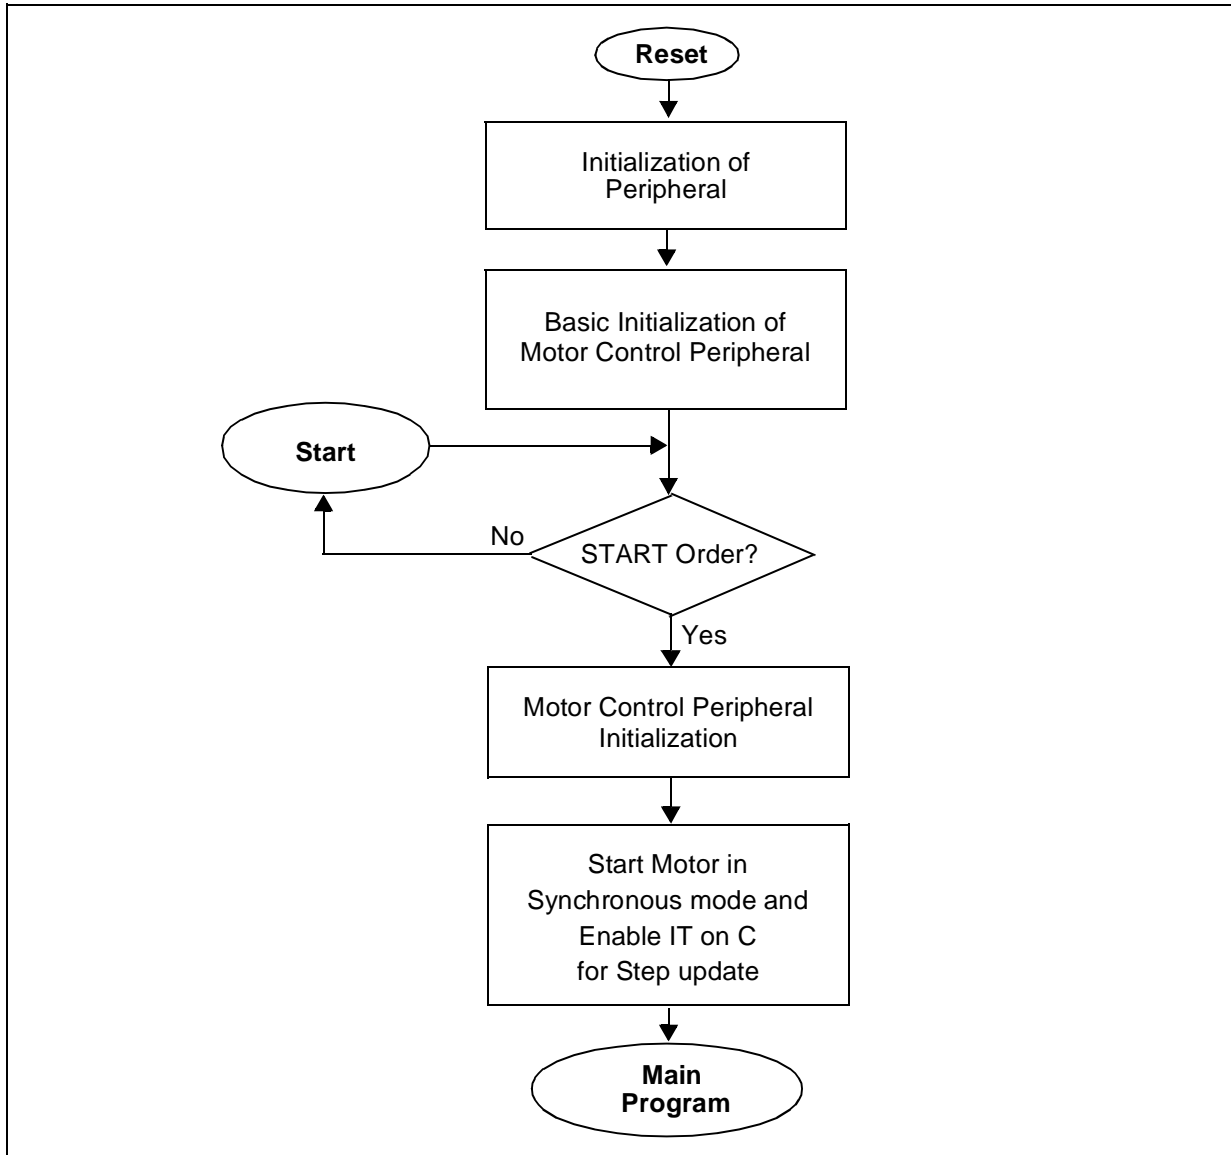 Reset
Initialization of
Peripheral
Basic Initialization of
Motor Control Peripheral
Start
No
START Order?
Yes
Motor Control Peripheral
Initialization
Start Motor in
Synchronous mode and
Enable IT on C
for Step update
Main
Program